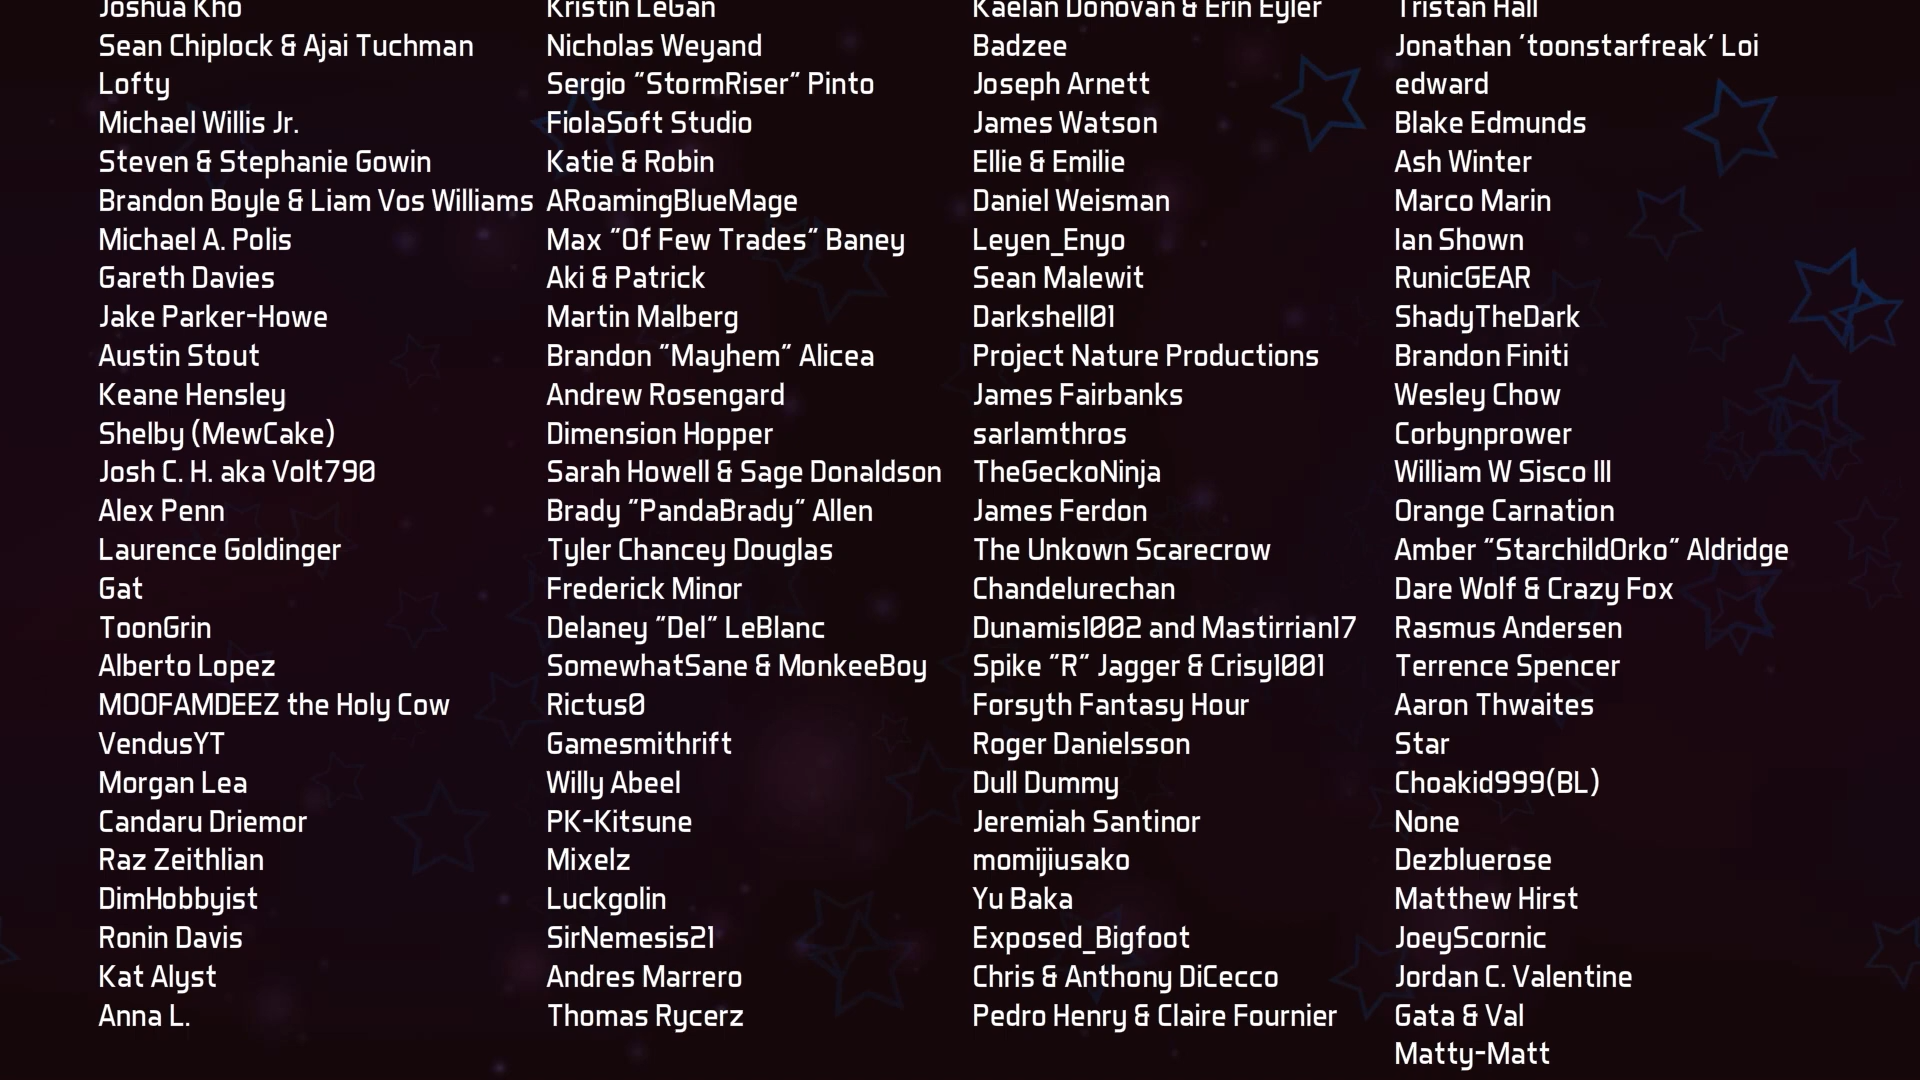 Joshua Kho
Sean Chiplock & Ajai Tuchman
Lofty
Michael Willis Jr.
Steven & Stephanie Gowin
Brandon Boyle & Liam Vos Williams
Michael A. Polis
Gareth Davies
Jake Parker-Howe
Austin Stout
Keane Hensley
Shelby (MewCake)
Josh C. H. aka Volt790
Alex Penn
Laurence Goldinger
Gat
ToonGrin
Alberto Lopez
MOOFAMDEEZ the Holy Cow
VendusYT
Morgan Lea
Candaru Driemor
Raz Zeithlian
DimHobbyist
Ronin Davis
Kat Alyst
Anna L.
Kristin LeGan
Nicholas Weyand
Sergio "StormRiser" Pinto
FiolaSoft Studio
Katie & Robin
ARoamingBlueMage
Max "Of Few Trades" Baney
Aki & Patrick
Martin Malberg
Brandon "Mayhem" Alicea
Andrew Rosengard
Dimension Hopper
Sarah Howell & Sage Donaldson
Brady "PandaBrady" Allen
Tyler Chancey Douglas
Frederick Minor
Delaney "Del" LeBlanc
SomewhatSane & MonkeeBoy
Rictus0
Gamesmithrift
Willy Abeel
PK-Kitsune
Mixelz
Luckgolin
SirNemesis21
Andres Marrero
Thomas Rycerz
Kaelan Donovan & Erin Eyler
Badzee
Joseph Arnett
James Watson
Ellie & Emilie
Daniel Weisman
Leyen_Enyo
Sean Malewit
Darkshell01
Project Nature Productions
James Fairbanks
sarlamthros
TheGeckoNinja
James Ferdon
The Unkown Scarecrow
Chandelurechan
Dunamis1002 and Mastirrian17
Spike "R" Jagger & Crisy1001
Forsyth Fantasy Hour
Roger Danielsson
Dull Dummy
Jeremiah Santinor
momijiusako
Yu Baka
Exposed_Bigfoot
Chris & Anthony DiCecco
Pedro Henry & Claire Fournier
Tristan Hall
Jonathan 'toonstarfreak' Loi
edward
Blake Edmunds
Ash Winter
Marco Marin
Ian Shown
RunicGEAR
ShadyTheDark
Brandon Finiti
Wesley Chow
Corbynprower
William W Sisco III
Orange Carnation
Amber "StarchildOrko" Aldridge
Dare Wolf & Crazy Fox
Rasmus Andersen
Terrence Spencer
Aaron Thwaites
Star
Choakid999(BL)
None
Dezbluerose
Matthew Hirst
JoeyScornic
Jordan C. Valentine
Gata & Val
Matty-Matt